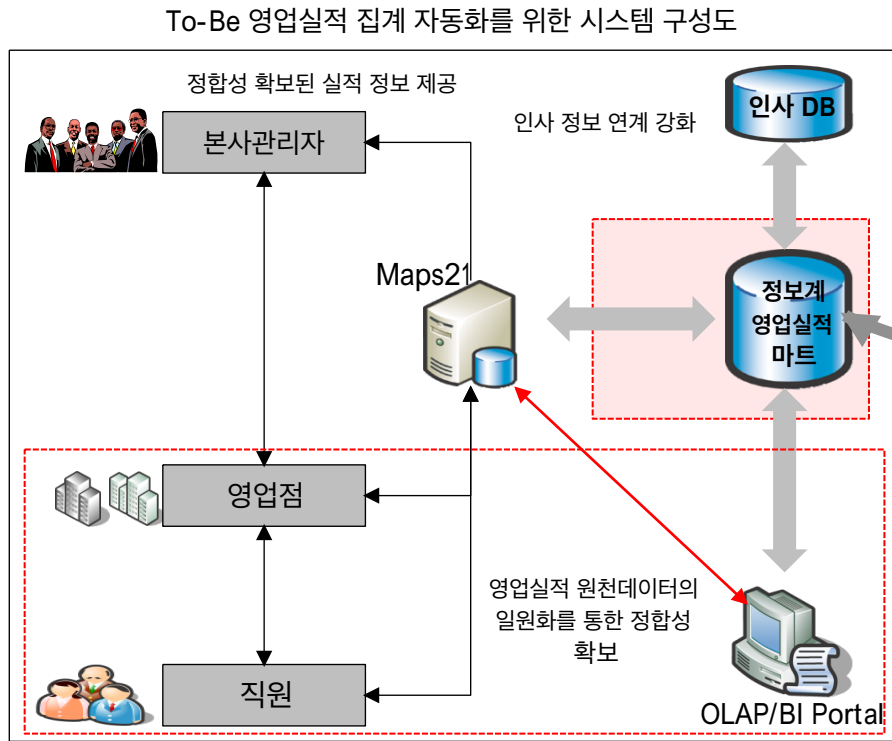 To-Be 영업실적 집계 자동화를 위한 시스템 구성도
정합성 확보된 실적 정보 제공
본사관리자
인사 정보 연계 강화
인사 DB
Maps21
정보계
영업실적
마트
영업점
영업실적 원천데이터의
일원화를 통한 정합성
확보
직원
OLAP/BI Portal